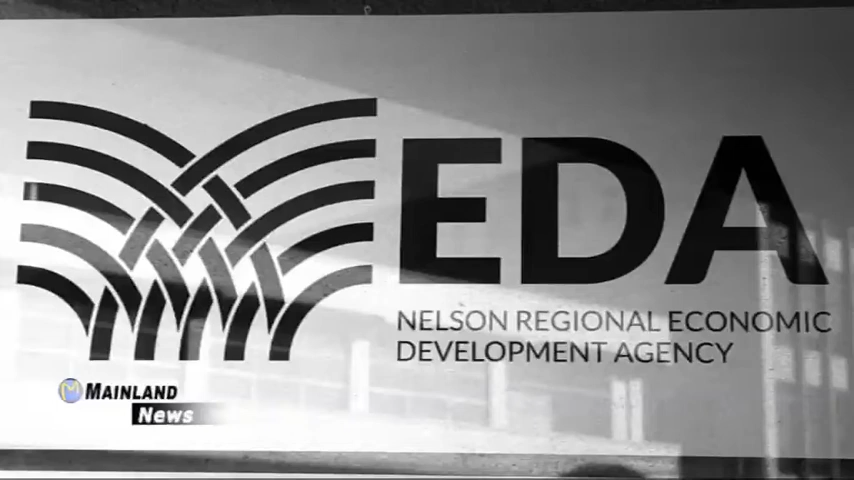 EDA
NELSON REGIONAL ECONOMIC
DEVELOPMENT AGENCY
MAINLAND
News